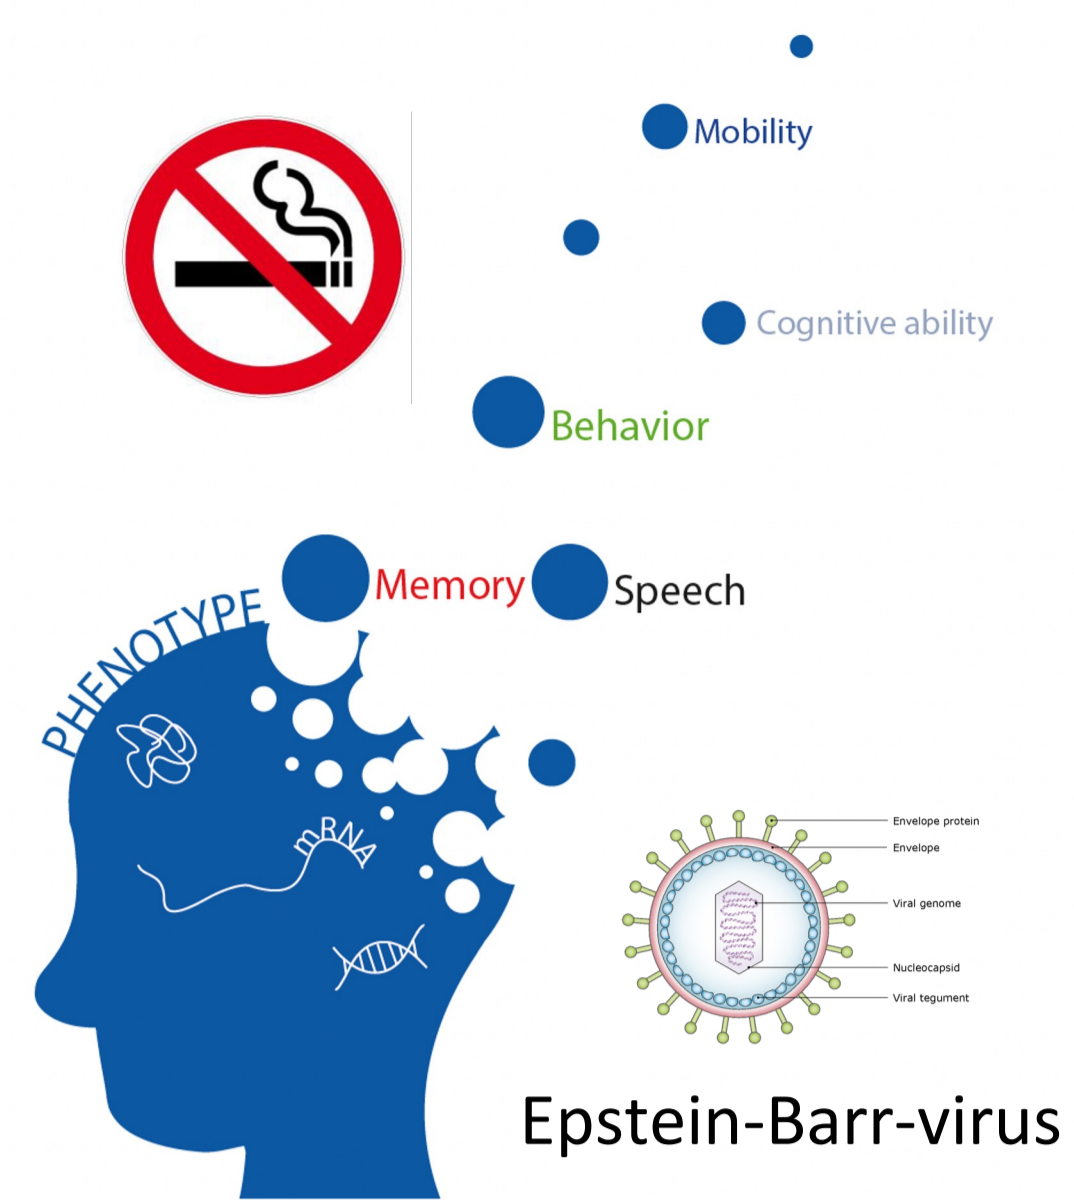 Mobility
Cognitive ability
Behavior
Memory
Speech
PHENOTYPE
mRNA
Envelope protein
Envelope
Viral genome
Nucleocapsid
Viral tegument
Epstein-Barr-virus